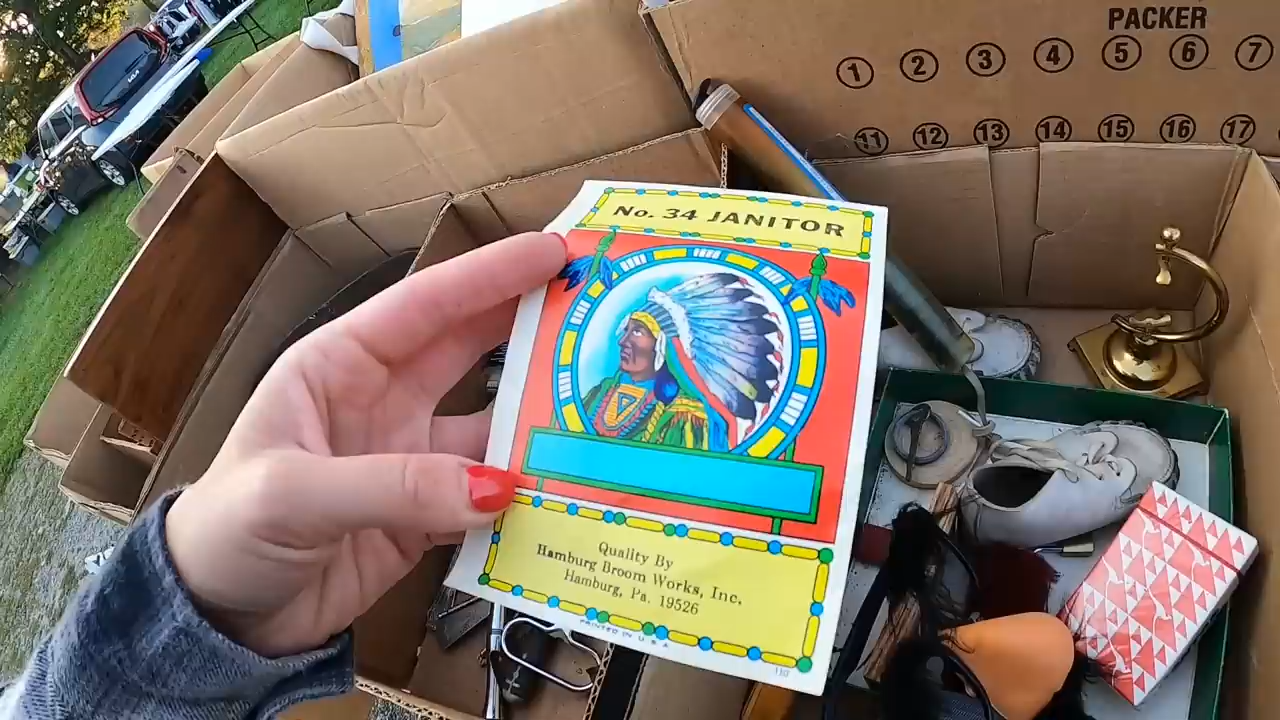 PACKER
1 2 3 4 5 6 7
11 12 13 14 15 16 17
No. 34 JANITOR
Quality By
Hamburg Broom Works, Inc.
Hamburg, Pa. 19526
PRINTED IN U.S.A